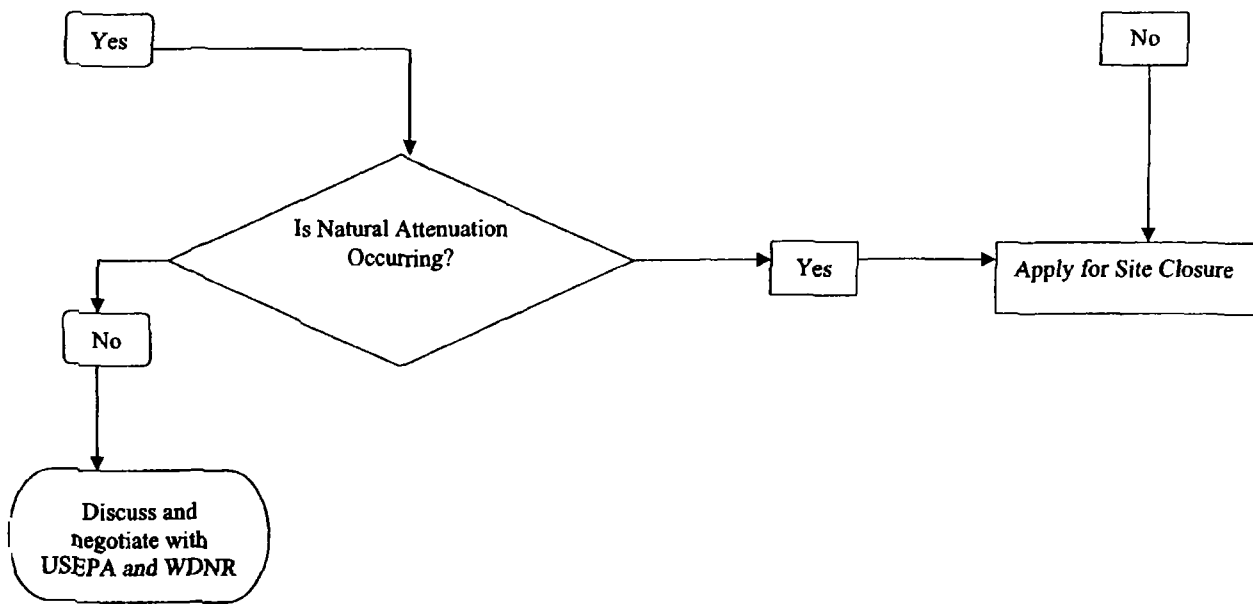 Yes
No
Is Natural Attenuation
Occurring?
Yes
Apply for Site Closure
No
Discuss and
negotiate with
USEPA and WDNR